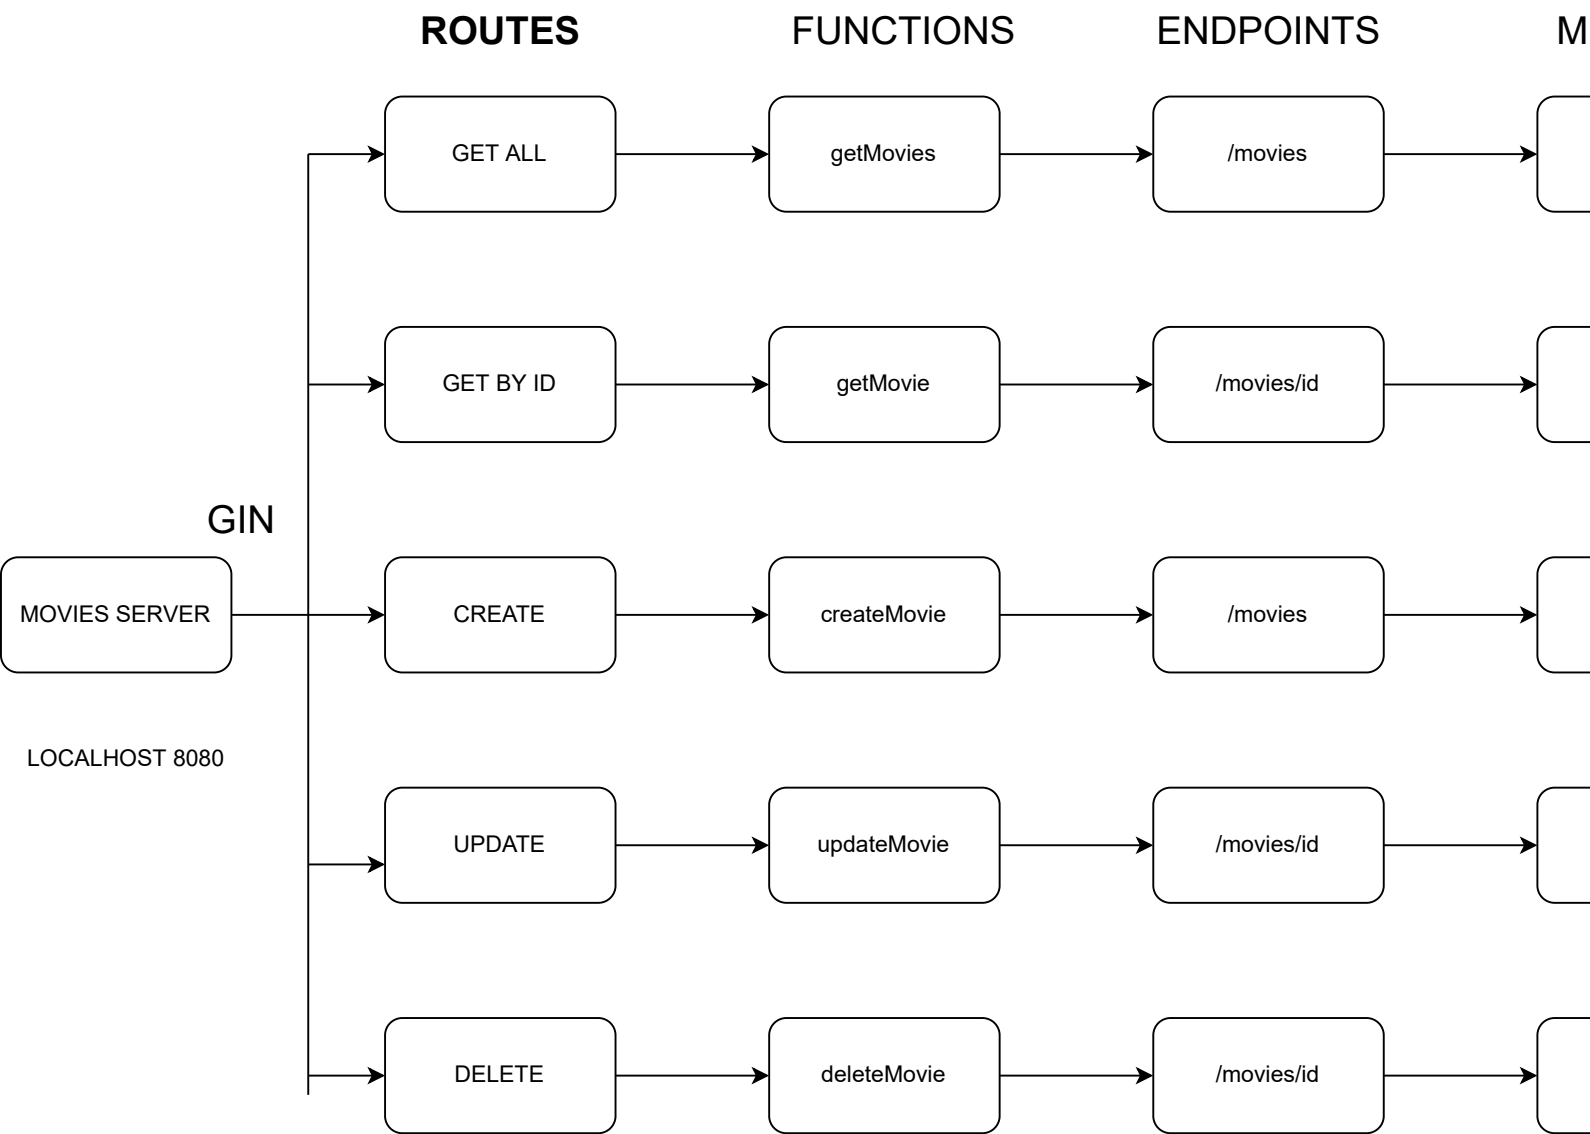 ROUTES FUNCTIONS ENDPOINTS M
GET ALL getMovies /movies
GET BY ID getMovie /movies/id
GIN
MOVIES SERVER CREATE createMovie /movies
LOCALHOST 8080
UPDATE updateMovie /movies/id
DELETE deleteMovie /movies/id